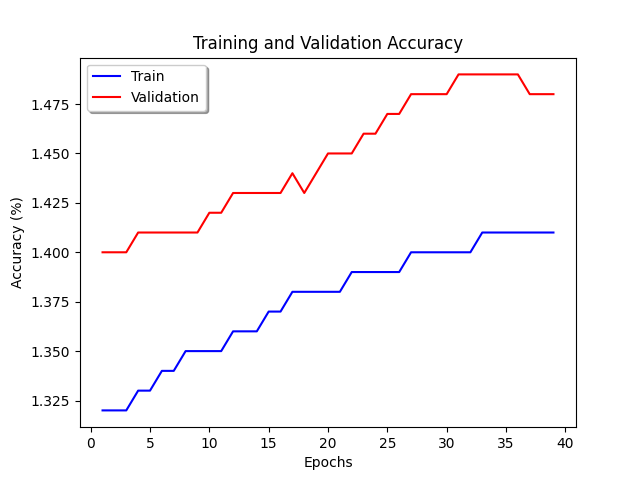 Training and Validation Accuracy
Train
Validation
Accuracy (%)
1.475
1.450
1.425
1.400
1.375
1.350
1.325
0 5 10 15 20 25 30 35 40
Epochs